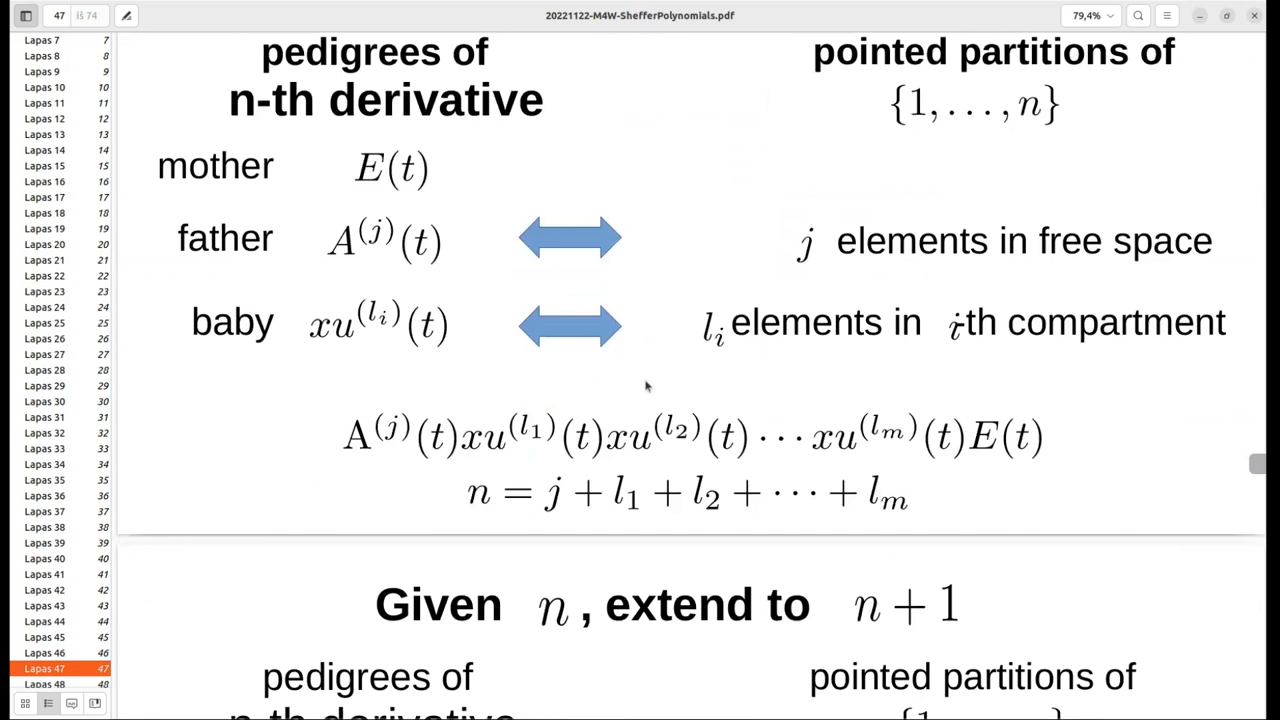 47 iš 74
20221122-M4W-ShefferPolynomials.pdf
79,4%
Lapas 7 7
Lapas 8 8
Lapas 9 9
Lapas 10 10
Lapas 11 11
Lapas 12 12
Lapas 13 13
Lapas 14 14
Lapas 15 15
Lapas 16 16
Lapas 17 17
Lapas 18 18
Lapas 19 19
Lapas 20 20
Lapas 21 21
Lapas 22 22
Lapas 23 23
Lapas 24 24
Lapas 25 25
Lapas 26 26
Lapas 27 27
Lapas 28 28
Lapas 29 29
Lapas 30 30
Lapas 31 31
Lapas 32 32
Lapas 33 33
Lapas 34 34
Lapas 35 35
Lapas 36 36
Lapas 37 37
Lapas 38 38
Lapas 39 39
Lapas 40 40
Lapas 41 41
Lapas 42 42
Lapas 43 43
Lapas 44 44
Lapas 45 45
Lapas 46 46
Lapas 47 47
Lapas 48 48
pedigrees of
n-th derivative
pointed partitions of
{1, . . . , n}
mother E(t)
father A^{(j)}(t)
j elements in free space
baby xu^{(l_i)}(t)
l_i elements in i th compartment
A^{(j)}(t)xu^{(l_1)}(t)xu^{(l_2)}(t) · · · xu^{(l_m)}(t)E(t)
n = j + l_1 + l_2 + · · · + l_m
Given n , extend to n + 1
pedigrees of
n-th derivative
pointed partitions of
{1, . . . , n}